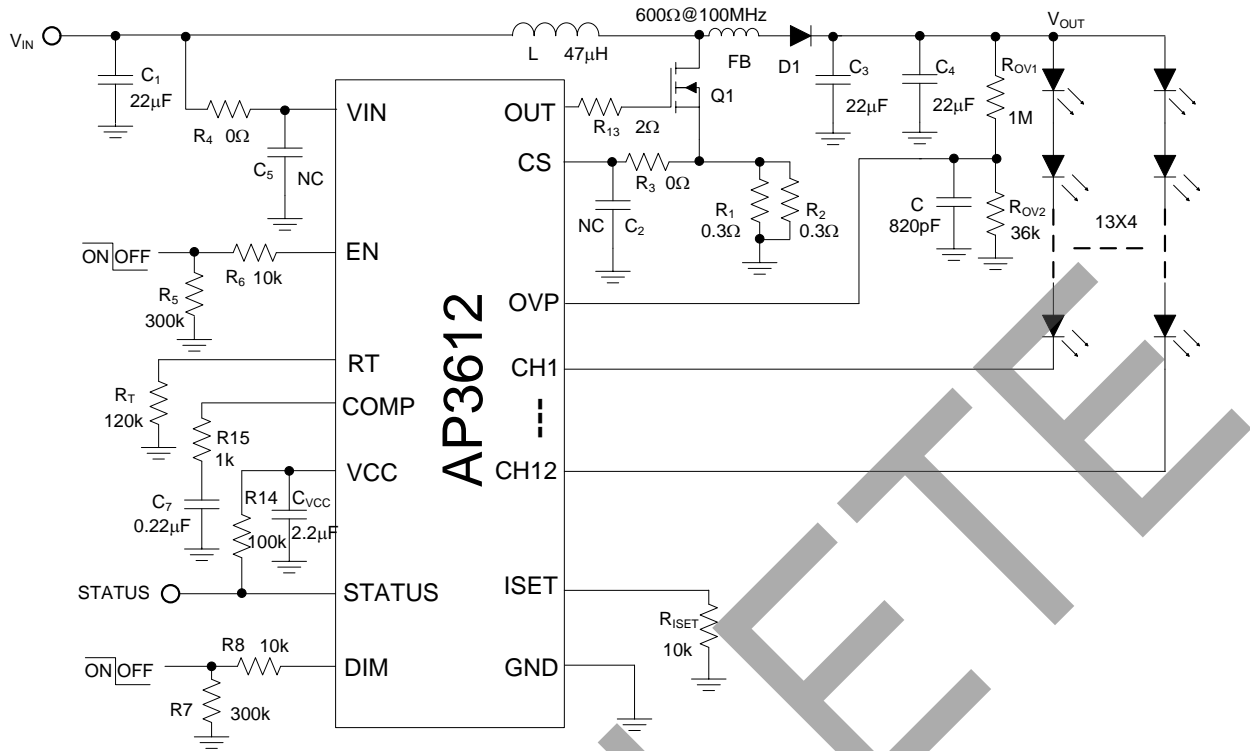 600Ω@100MHz
VIN
L 47μH
FB
D1
VOUT
C1
22μF
R4 0Ω
C5 NC
VIN
OUT
R13 2Ω
Q1
C3
22μF
C4
22μF
ROV1
1M
CS
R3 0Ω
NC C2
R1
0.3Ω
R2
0.3Ω
C
820pF
ROV2
36k
13X4
ON OFF
R6 10k
EN
R5
300k
OVP
AP3612
RT
RT
120k
CH1
COMP
R15
1k
VCC
CH12
C7
0.22μF
R14
100k
CVCC
2.2μF
STATUS
STATUS
ISET
RISET
10k
R8 10k
ON OFF
DIM
GND
R7 300k
ETE